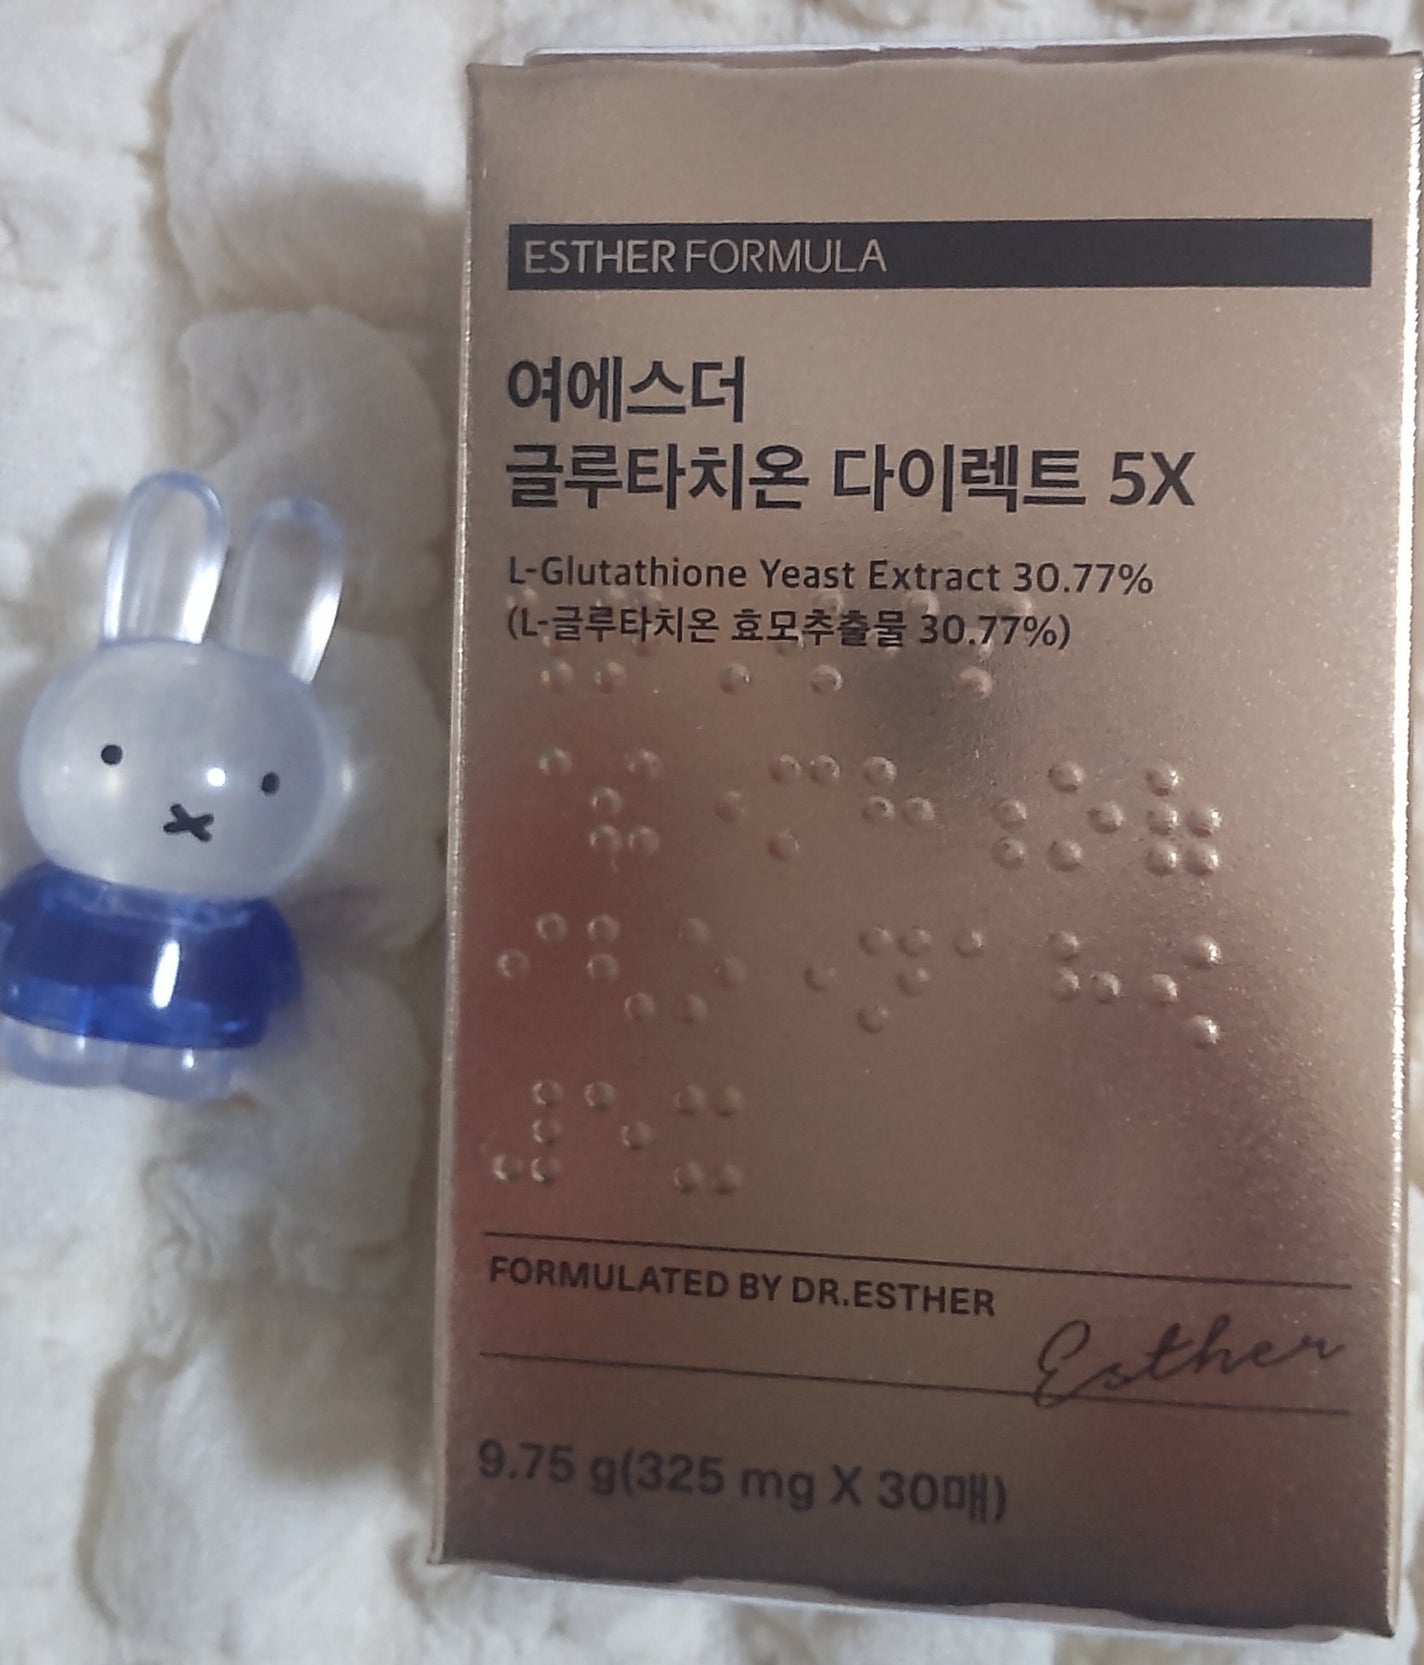 ESTHER FORMULA
여에스더
글루타치온 다이렉트 5X
L-Glutathione Yeast Extract 30.77%
(L-글루타치온 효모추출물 30.77%)
FORMULATED BY DR.ESTHER
Esther
9.75 g(325 mg X 30매)